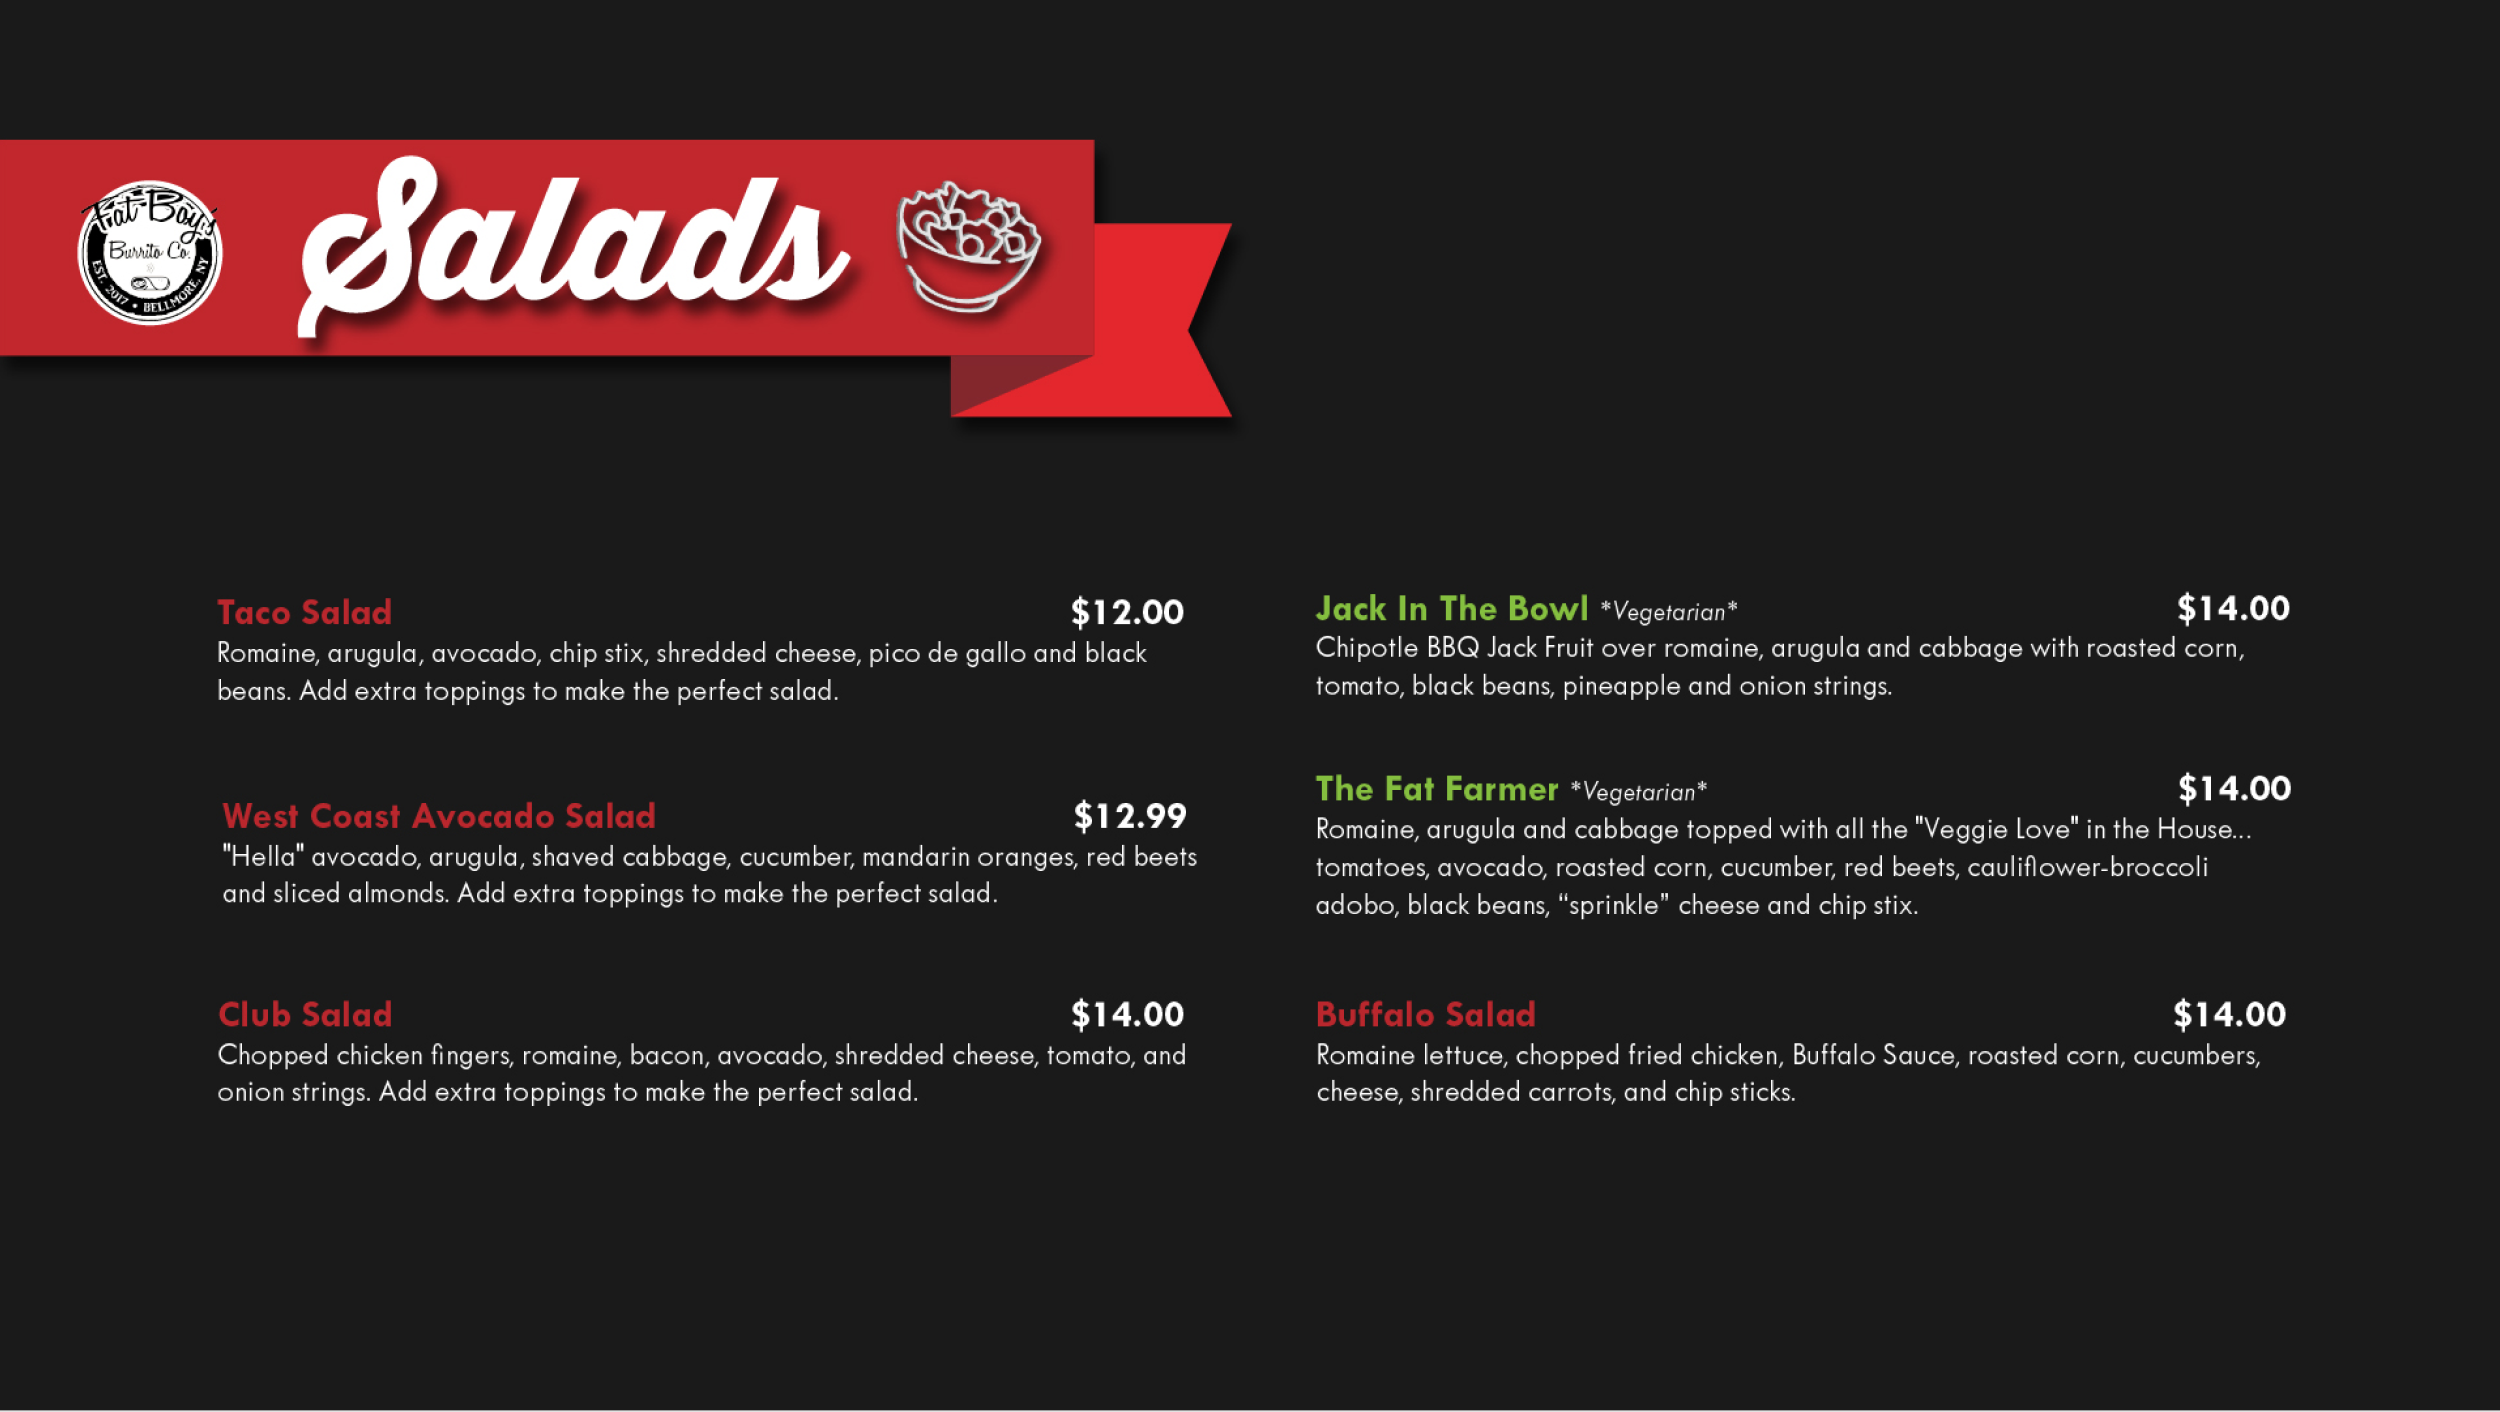 Fat Boys
Burrito Co.
EST. 2017 • BELLMORE, NY
Salads
Taco Salad $12.00
Romaine, arugula, avocado, chip stix, shredded cheese, pico de gallo and black
beans. Add extra toppings to make the perfect salad.
West Coast Avocado Salad $12.99
"Hella" avocado, arugula, shaved cabbage, cucumber, mandarin oranges, red beets
and sliced almonds. Add extra toppings to make the perfect salad.
Club Salad $14.00
Chopped chicken fingers, romaine, bacon, avocado, shredded cheese, tomato, and
onion strings. Add extra toppings to make the perfect salad.
Jack In The Bowl *Vegetarian* $14.00
Chipotle BBQ Jack Fruit over romaine, arugula and cabbage with roasted corn,
tomato, black beans, pineapple and onion strings.
The Fat Farmer *Vegetarian* $14.00
Romaine, arugula and cabbage topped with all the "Veggie Love" in the House...
tomatoes, avocado, roasted corn, cucumber, red beets, cauliflower-broccoli
adobo, black beans, “sprinkle” cheese and chip stix.
Buffalo Salad $14.00
Romaine lettuce, chopped fried chicken, Buffalo Sauce, roasted corn, cucumbers,
cheese, shredded carrots, and chip sticks.